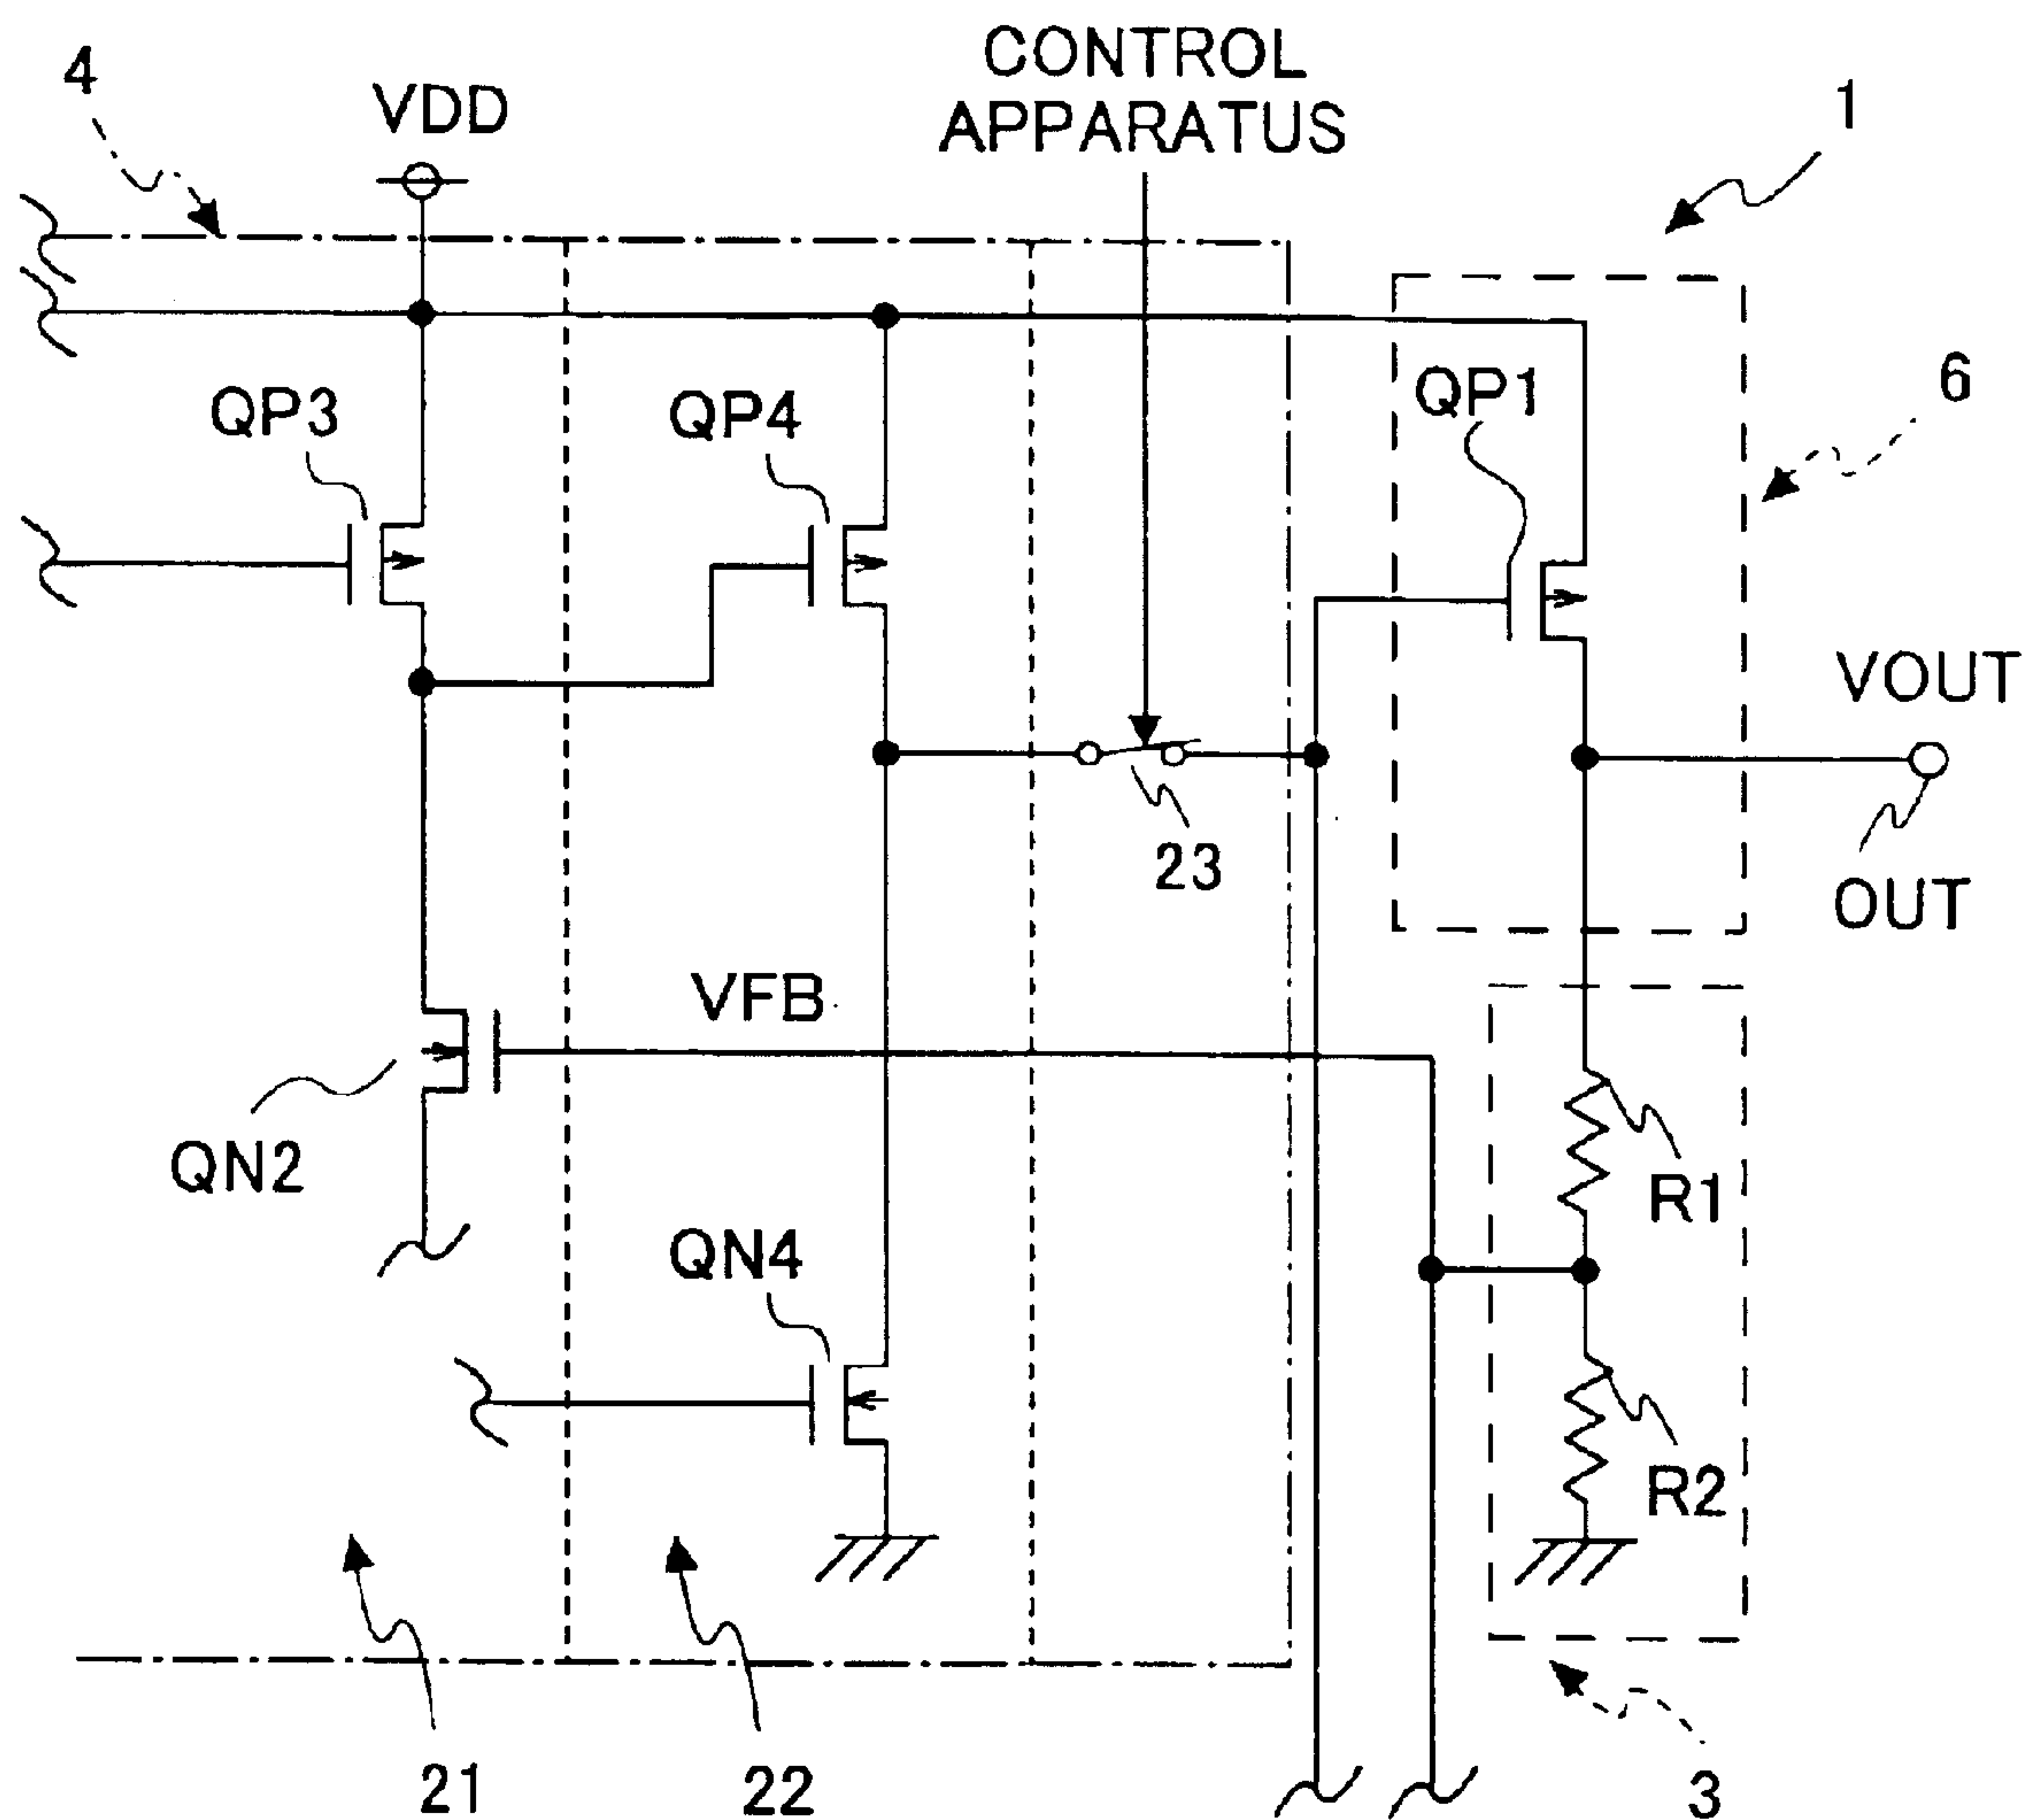 CONTROL
APPARATUS
4
VDD
1
QP3
QP4
QP1
6
VOUT
23
OUT
VFB
QN2
R1
QN4
R2
21
22
3